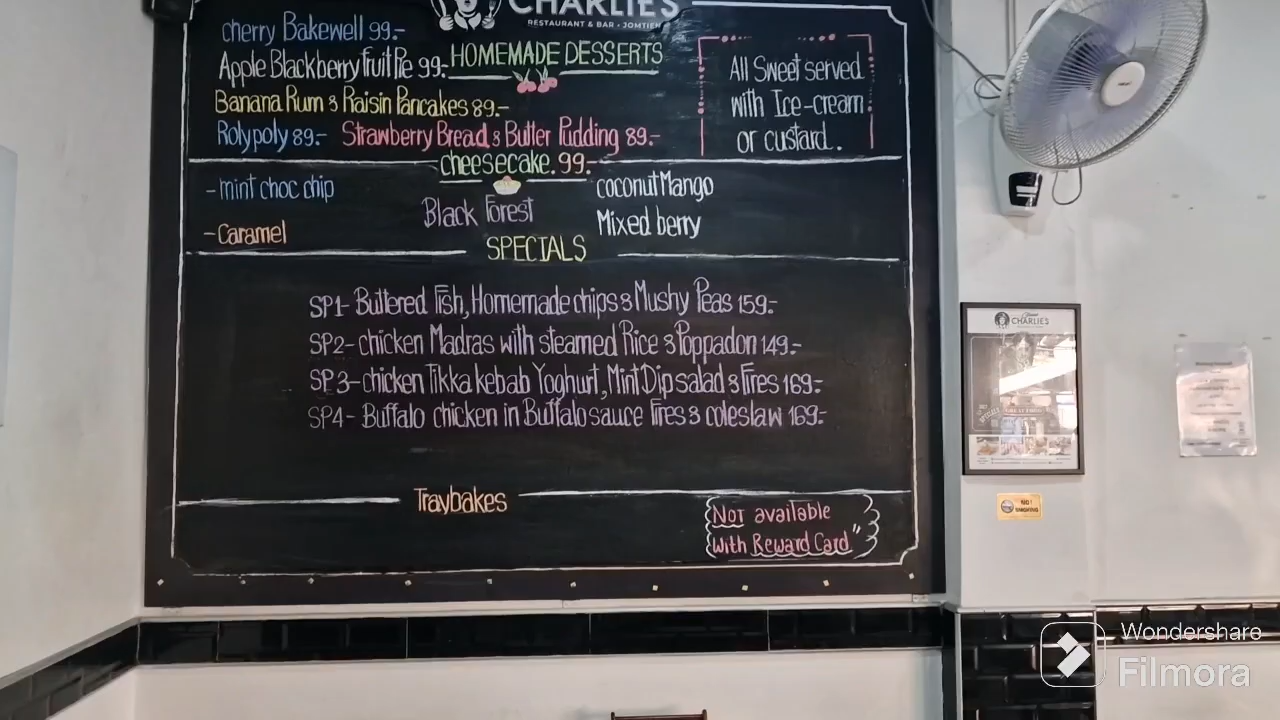 CHARLIE'S
RESTAURANT & BAR • JOMTIEN
cherry Bakewell 99.-
HOMEMADE DESSERTS
Apple Blackberry fruit Pie 99.-
Banana Rum & Raisin Pancakes 89.-
Rolypoly 89.- Strawberry Bread & Butter Pudding 89.-
All Sweet served
with Ice-cream
or custard.
cheesecake. 99.-
-mint choc chip
Black Forest
coconut Mango
-Caramel
Mixed berry
SPECIALS
SP1- Buttered Fish, Homemade chips & Mushy Peas 159.-
SP2- chicken Madras with steamed Rice & Poppadon 149.-
SP3- chicken Tikka kebab Yoghurt, Mint Dip salad & Fires 169.-
SP4- Buffalo chicken in Buffalo sauce Fires & coleslaw 169.-
Traybakes
Not available
with Reward Card"
CHARLIE'S
GREAT FOOD
NO!
Wondershare
Filmora